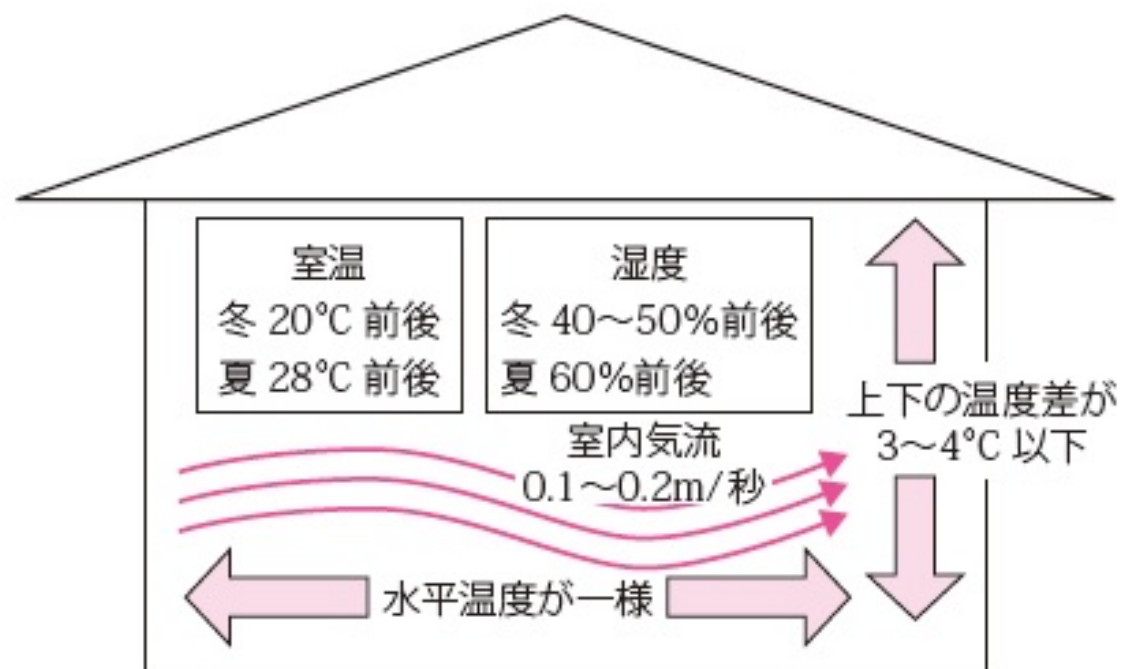 室温
冬 20℃ 前後
夏 28℃ 前後
湿度
冬 40〜50%前後
夏 60%前後
上下の温度差が
3〜4℃ 以下
室内気流
0.1〜0.2m/秒
水平温度が一様